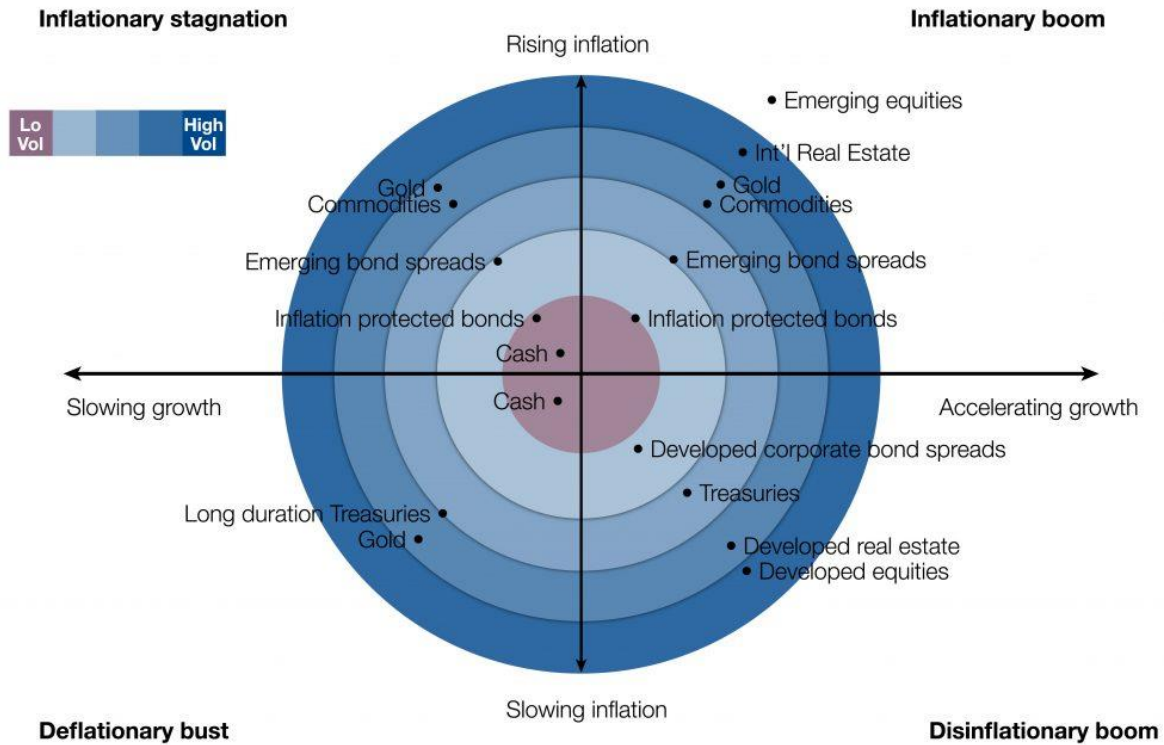 Inflationary stagnation
Inflationary boom
Rising inflation
Lo
Vol
High
Vol
Emerging equities
Int'l Real Estate
Gold
Gold
Commodities
Commodities
Emerging bond spreads
Emerging bond spreads
Inflation protected bonds
Inflation protected bonds
Cash
Slowing growth
Accelerating growth
Cash
Developed corporate bond spreads
Treasuries
Long duration Treasuries
Gold
Developed real estate
Developed equities
Slowing inflation
Deflationary bust
Disinflationary boom